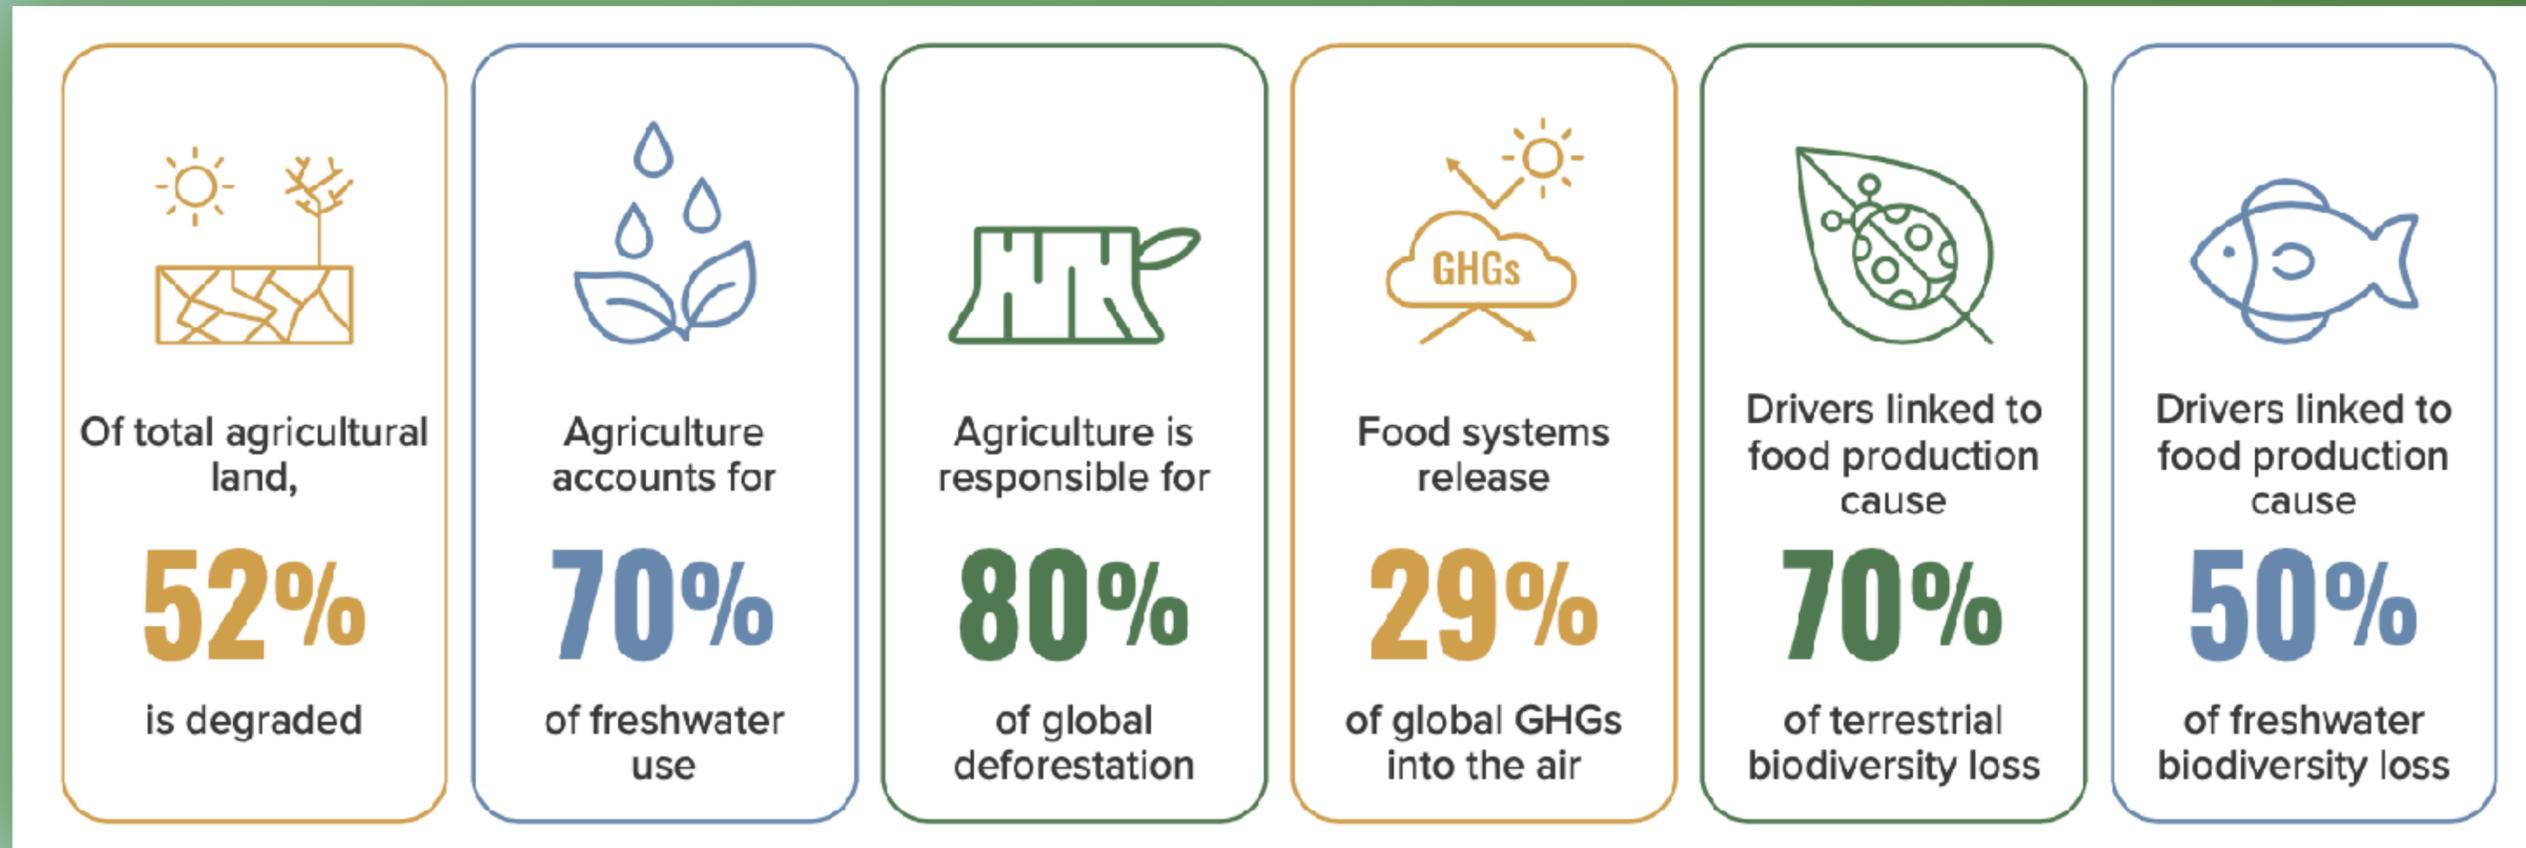 Of total agricultural
land,
52%
is degraded
Agriculture
accounts for
70%
of freshwater
use
Agriculture is
responsible for
80%
of global
deforestation
GHGs
Food systems
release
29%
of global GHGs
into the air
Drivers linked to
food production
cause
70%
of terrestrial
biodiversity loss
Drivers linked to
food production
cause
50%
of freshwater
biodiversity loss